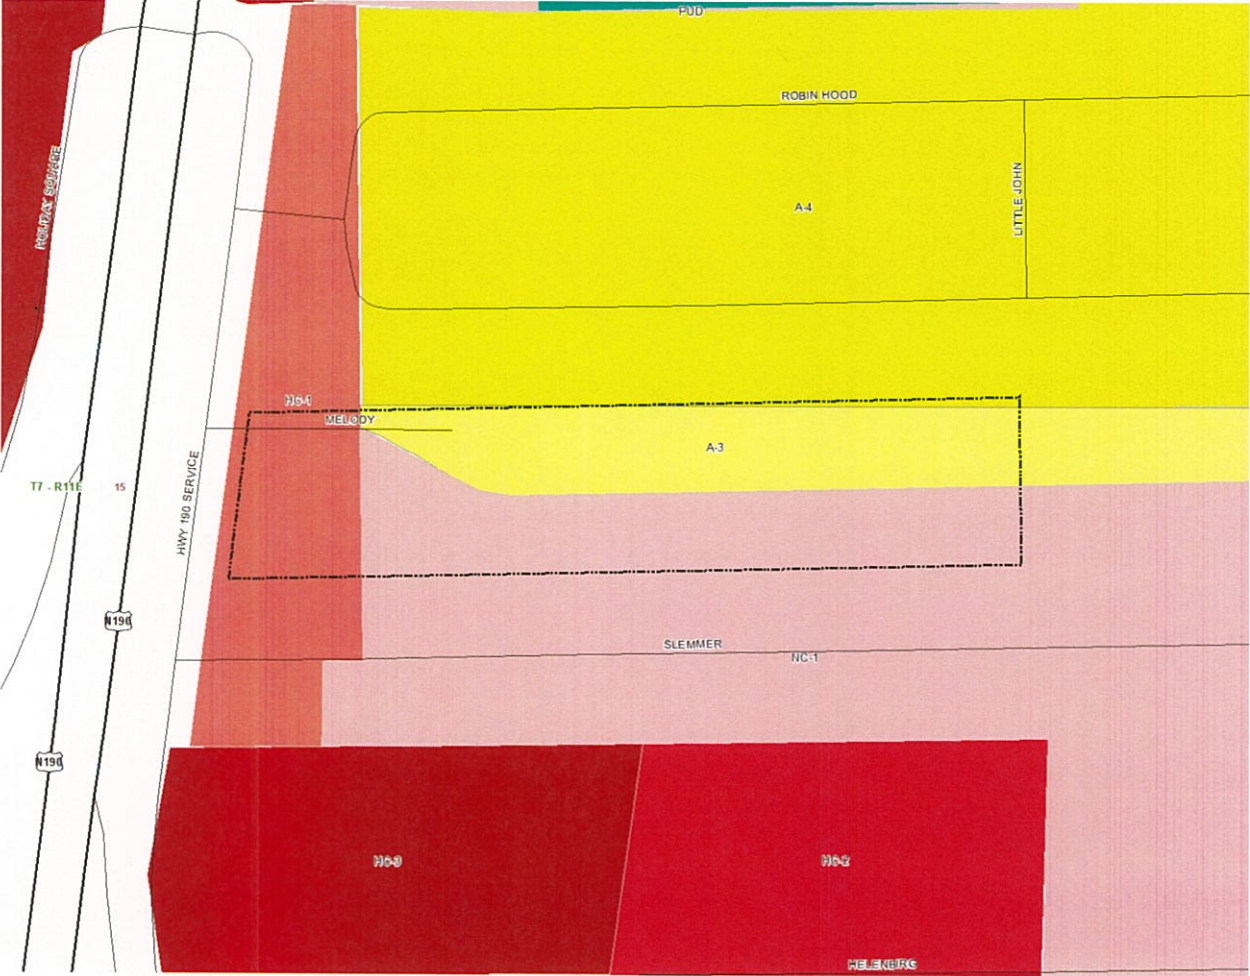 PUD
ROBIN HOOD
HOLIDAY SQUARE
A-4
LITTLE JOHN
HC-1
MELODY
A-3
T7 - R11E
15
HWY 190 SERVICE
N190
SLEMMER
NC-1
N190
HC-3
HC-2
HELENBIRG